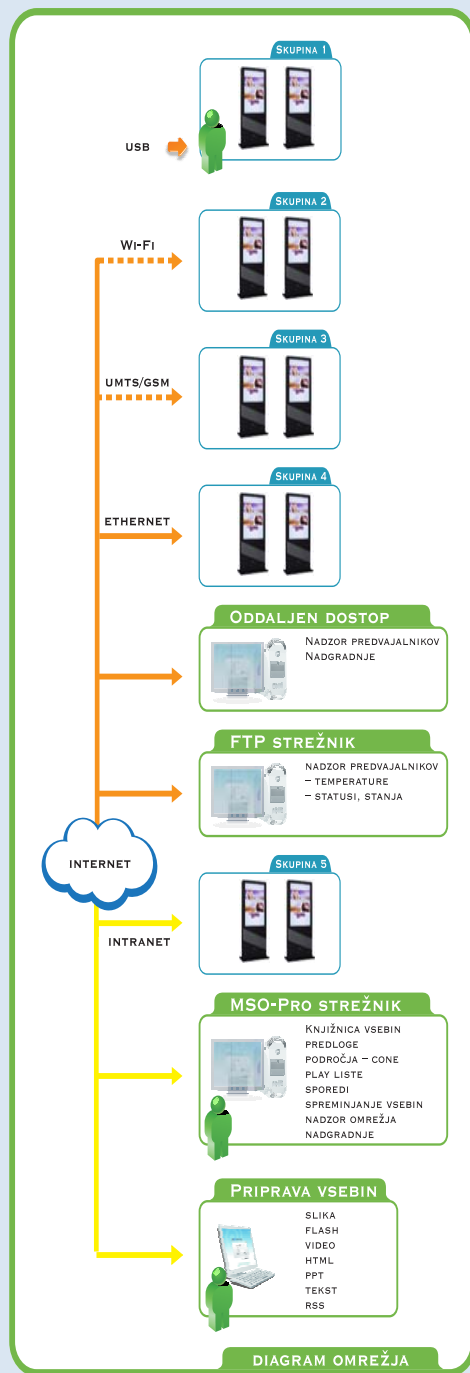 Skupina 1
USB
Skupina 2
Wi-Fi
Skupina 3
UMTS/GSM
Skupina 4
ETHERNET
Oddaljen dostop
Nadzor predvajalnikov
Nadgradnje
FTP strežnik
nadzor predvajalnikov
– temperature
– statusi, stanja
INTERNET
Skupina 5
INTRANET
MSO-Pro strežnik
Knjižnica vsebin
predloge
področja – cone
play liste
sporedi
spreminjanje vsebin
nadzor omrežja
nadgradnje
Priprava vsebin
slika
flash
video
html
ppt
tekst
rss
diagram omrežja